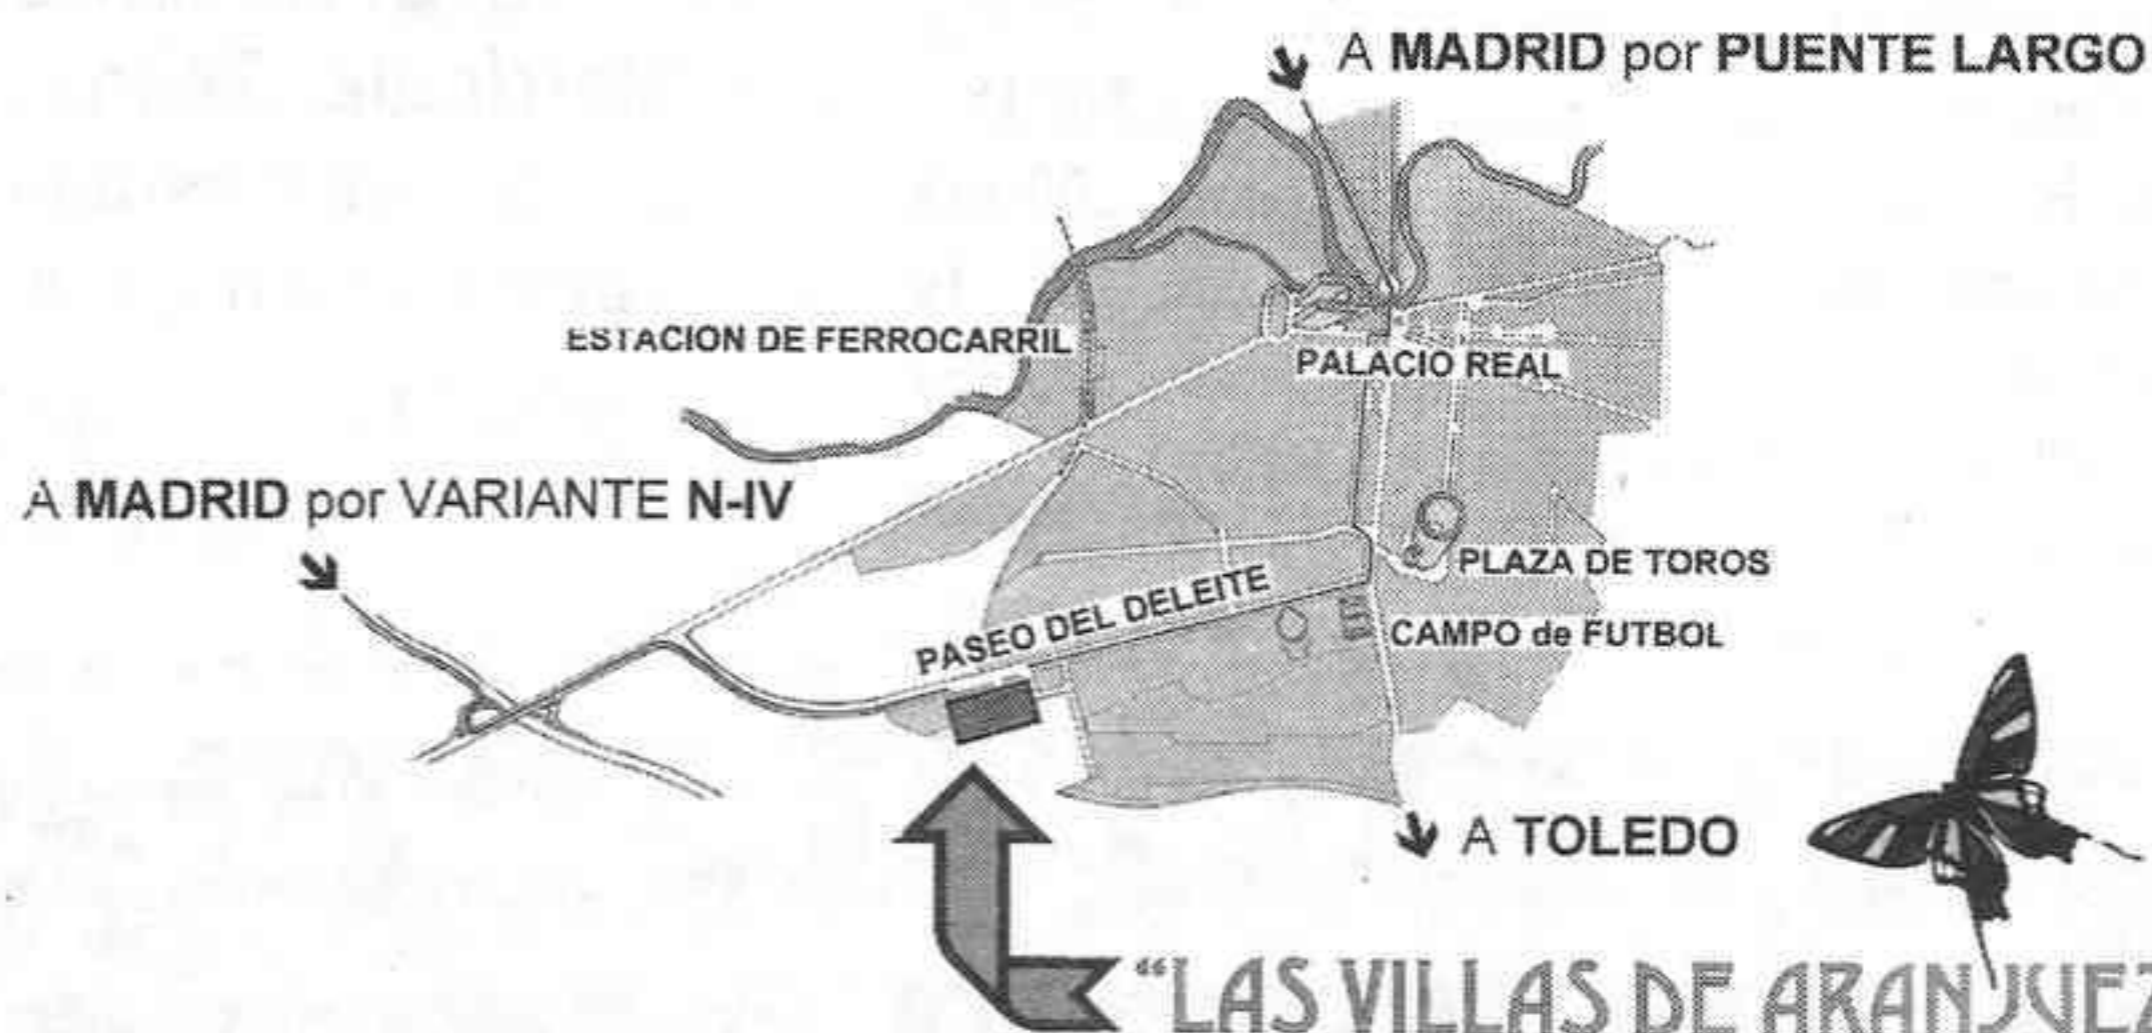 A MADRID por PUENTE LARGO
ESTACION DE FERROCARRIL
PALACIO REAL
A MADRID por VARIANTE N-IV
PLAZA DE TOROS
PASEO DEL DELEITE
CAMPO de FUTBOL
A TOLEDO
“LAS VILLAS DE ARANJUEZ